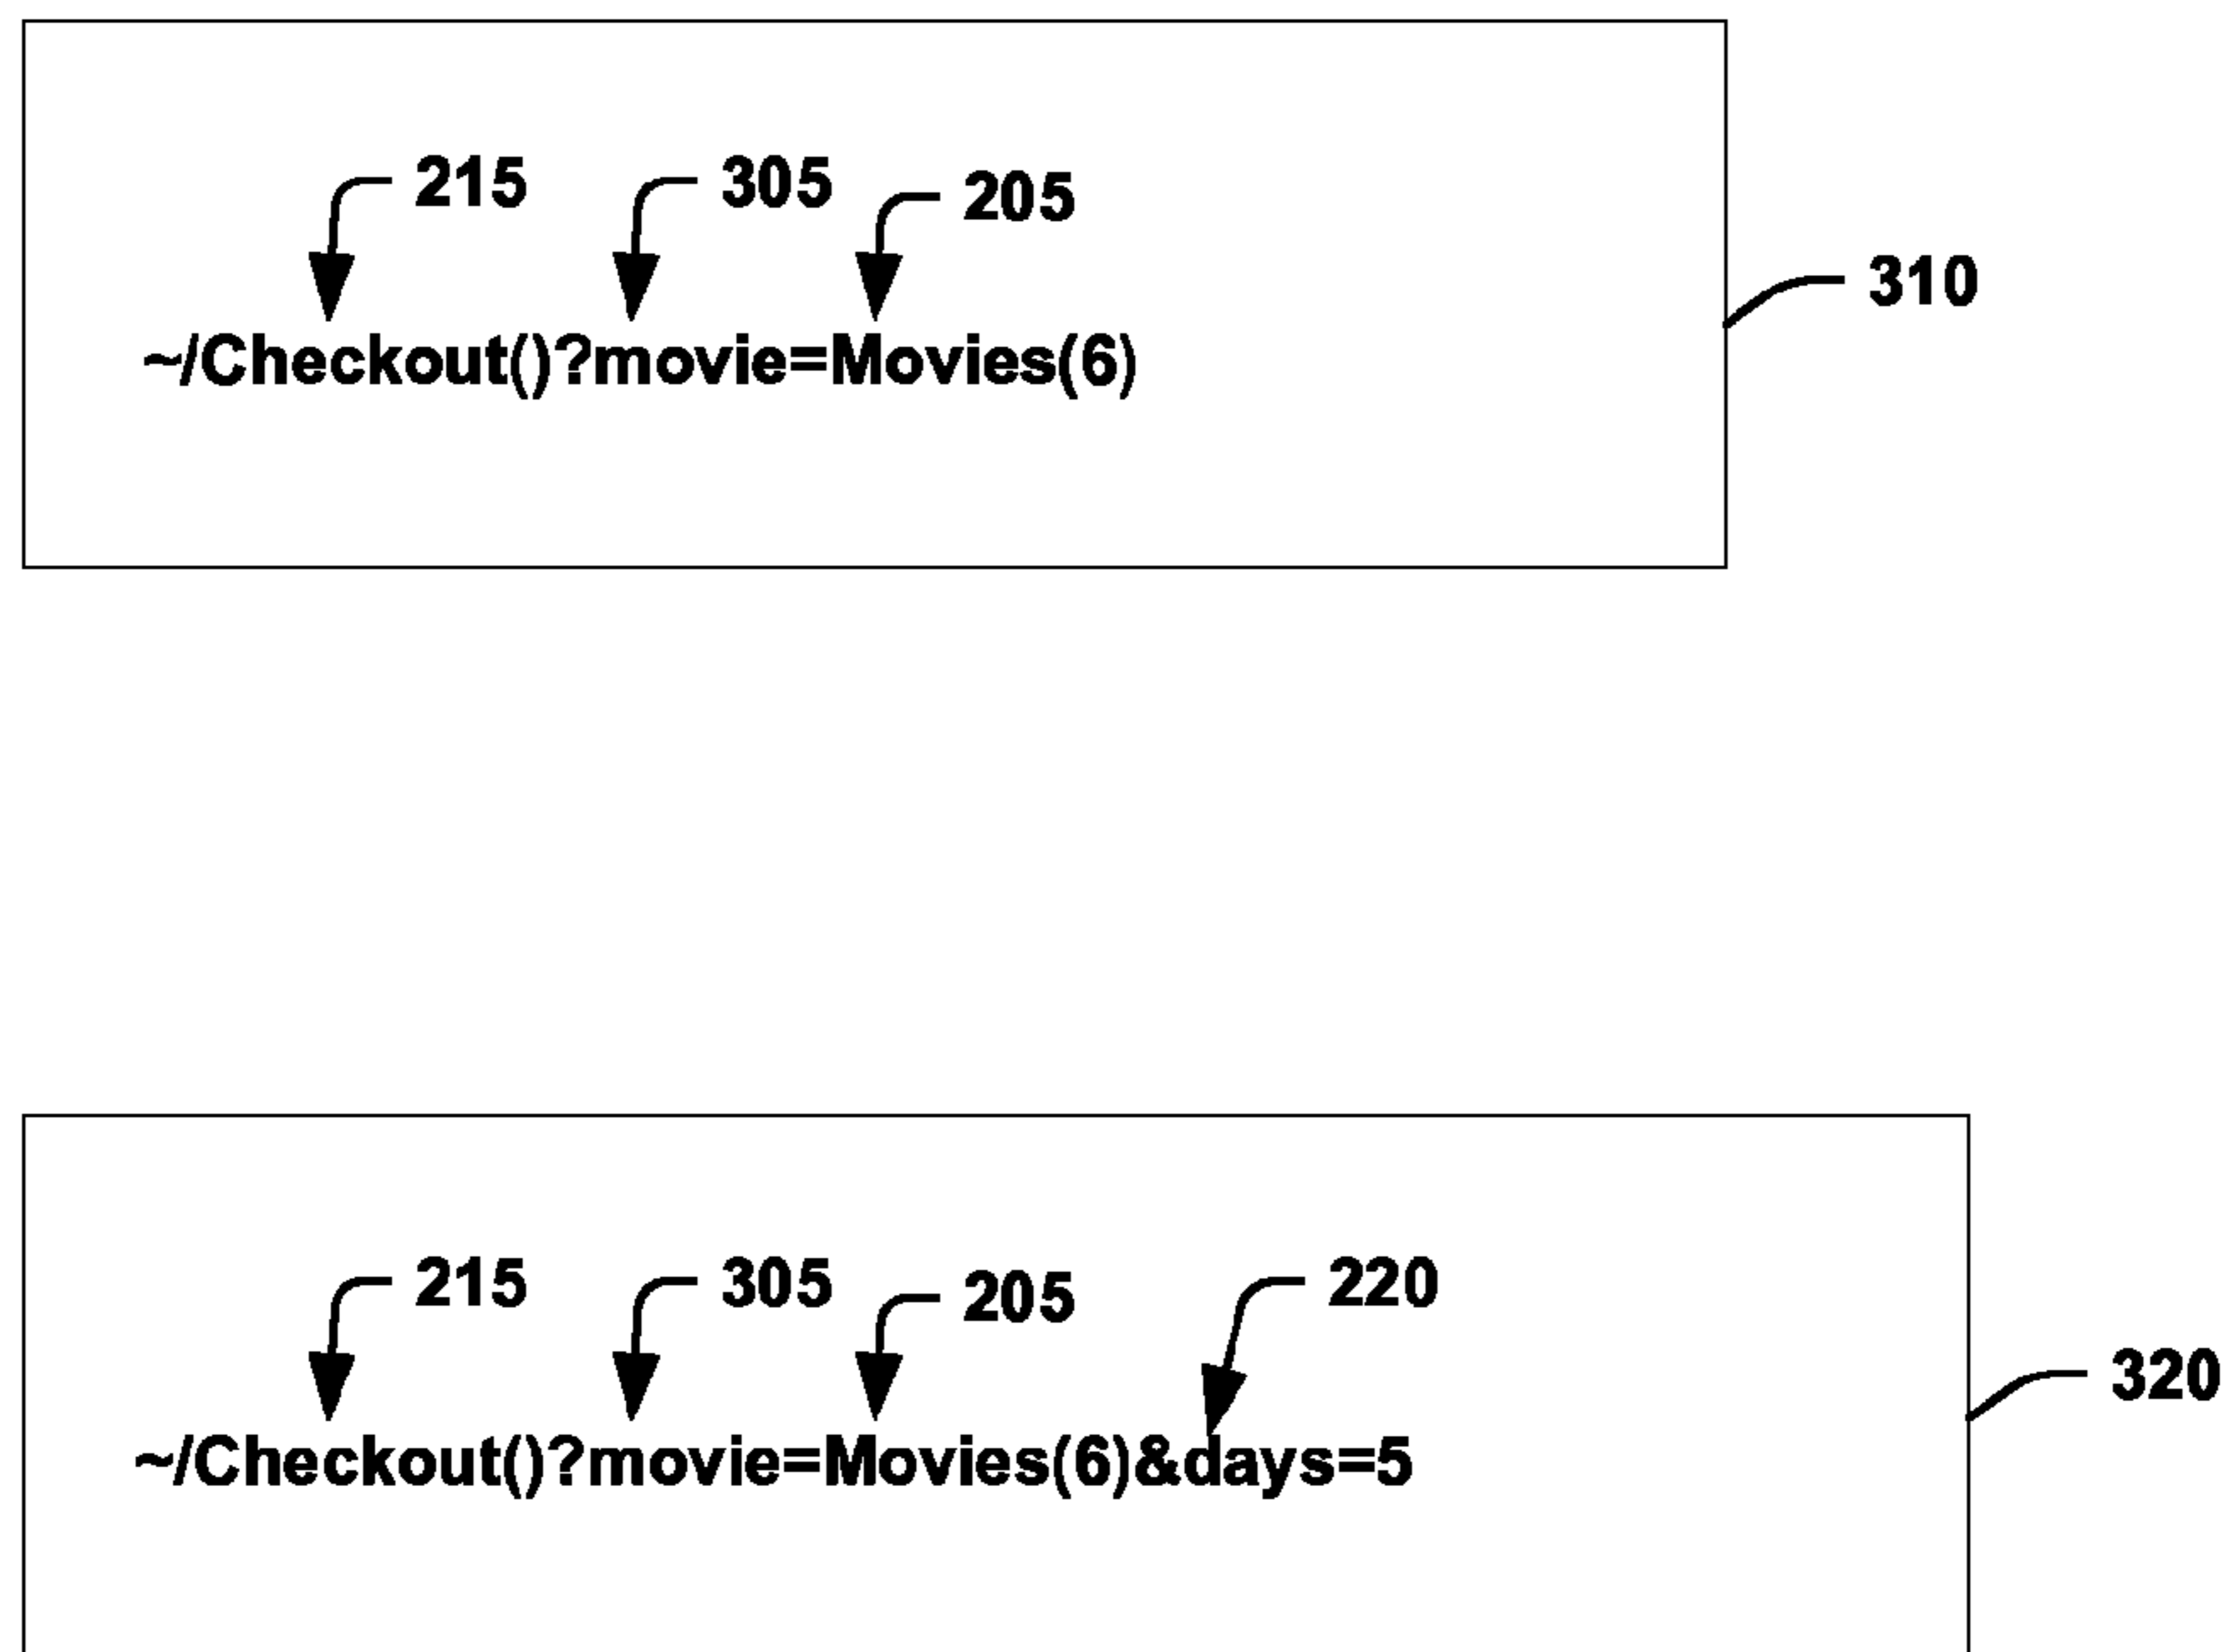 215 305 205
310
~/Checkout()?movie=Movies(6)
215 305 205 220
320
~/Checkout()?movie=Movies(6)&days=5